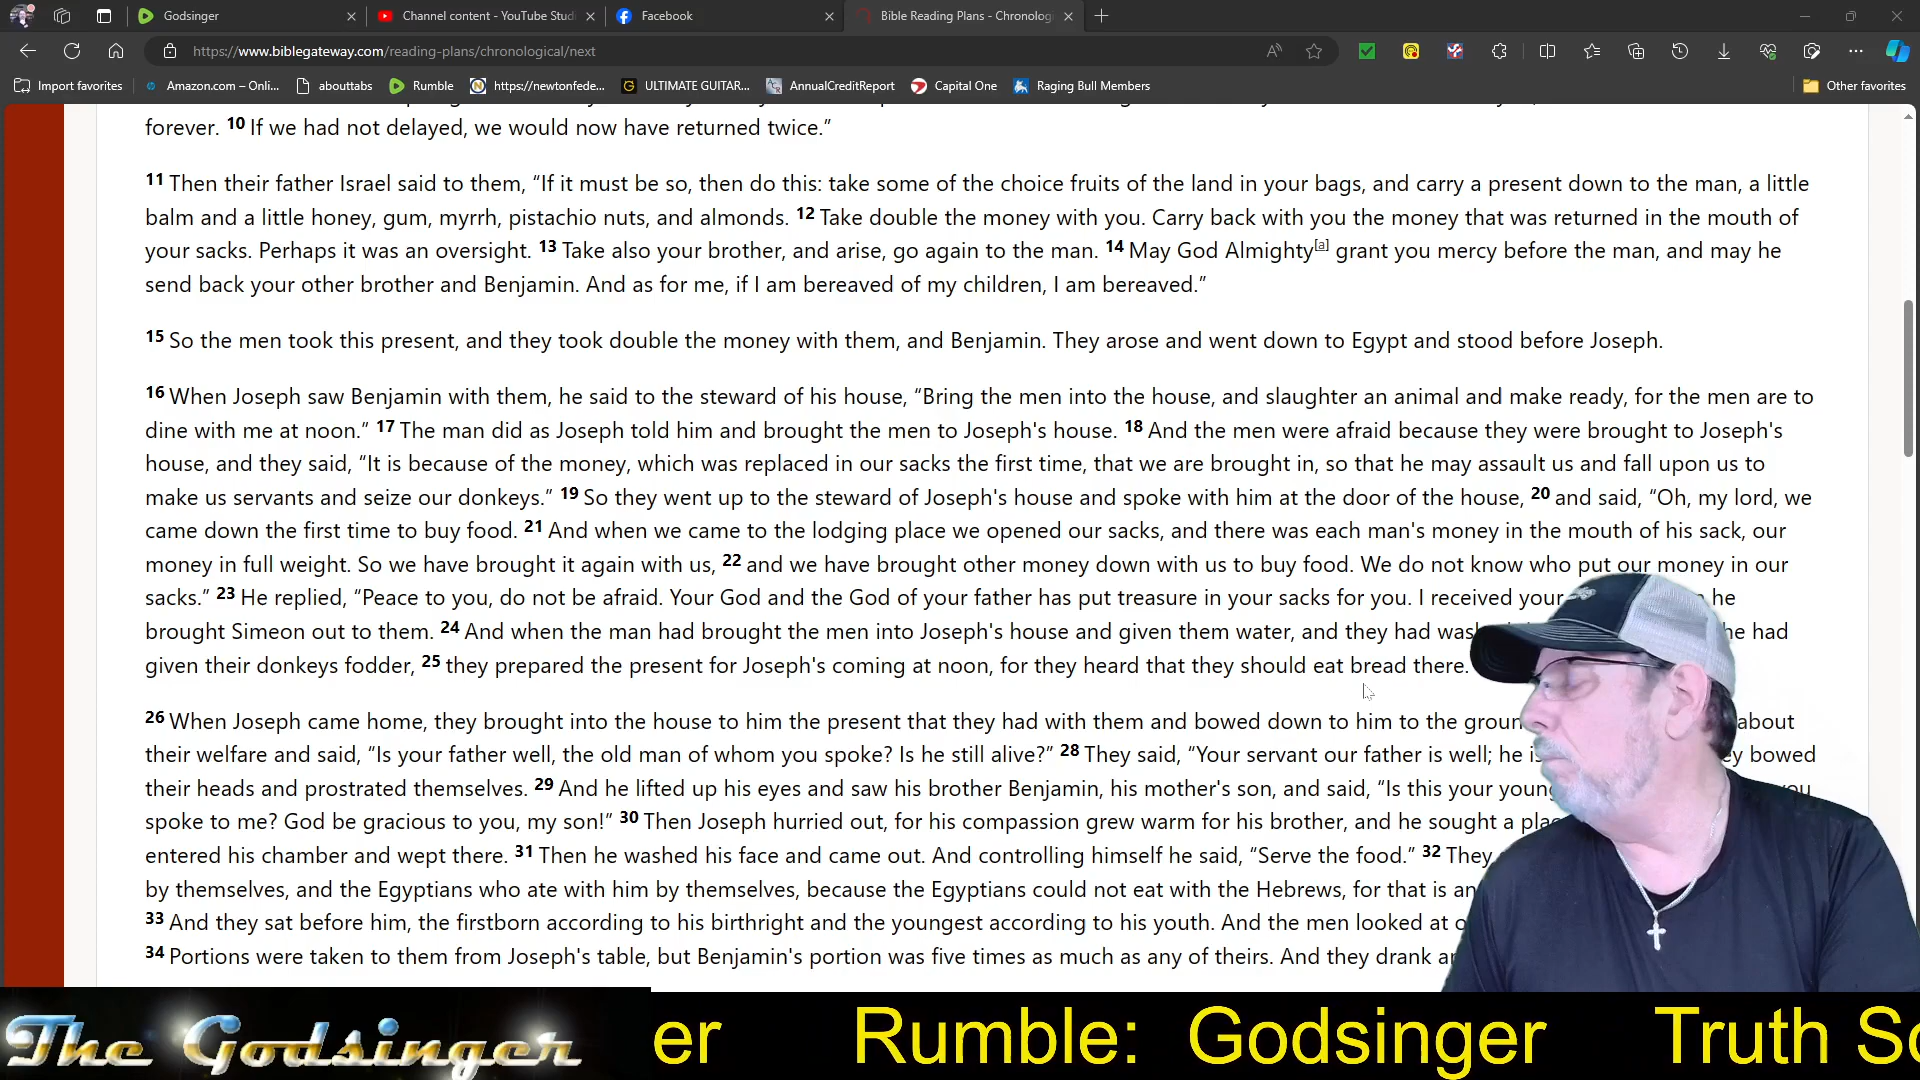 Godsinger
Channel content - YouTube Stud
Facebook
Bible Reading Plans - Chronolog
https://www.biblegateway.com/reading-plans/chronological/next
Import favorites
Amazon.com – Onli...
abouttabs
Rumble
https://newtonfede...
ULTIMATE GUITAR...
AnnualCreditReport
Capital One
Raging Bull Members
Other favorites
forever. 10 If we had not delayed, we would now have returned twice.”
11 Then their father Israel said to them, “If it must be so, then do this: take some of the choice fruits of the land in your bags, and carry a present down to the man, a little
balm and a little honey, gum, myrrh, pistachio nuts, and almonds. 12 Take double the money with you. Carry back with you the money that was returned in the mouth of
your sacks. Perhaps it was an oversight. 13 Take also your brother, and arise, go again to the man. 14 May God Almighty[a] grant you mercy before the man, and may he
send back your other brother and Benjamin. And as for me, if I am bereaved of my children, I am bereaved.”
15 So the men took this present, and they took double the money with them, and Benjamin. They arose and went down to Egypt and stood before Joseph.
16 When Joseph saw Benjamin with them, he said to the steward of his house, “Bring the men into the house, and slaughter an animal and make ready, for the men are to
dine with me at noon.” 17 The man did as Joseph told him and brought the men to Joseph's house. 18 And the men were afraid because they were brought to Joseph's
house, and they said, “It is because of the money, which was replaced in our sacks the first time, that we are brought in, so that he may assault us and fall upon us to
make us servants and seize our donkeys.” 19 So they went up to the steward of Joseph's house and spoke with him at the door of the house, 20 and said, “Oh, my lord, we
came down the first time to buy food. 21 And when we came to the lodging place we opened our sacks, and there was each man's money in the mouth of his sack, our
money in full weight. So we have brought it again with us, 22 and we have brought other money down with us to buy food. We do not know who put our money in our
sacks.” 23 He replied, “Peace to you, do not be afraid. Your God and the God of your father has put treasure in your sacks for you. I received your he
brought Simeon out to them. 24 And when the man had brought the men into Joseph's house and given them water, and they had he had
given their donkeys fodder, 25 they prepared the present for Joseph's coming at noon, for they heard that they should eat bread there.
26 When Joseph came home, they brought into the house to him the present that they had with them and bowed down to him to the about
their welfare and said, “Is your father well, the old man of whom you spoke? Is he still alive?” 28 They said, “Your servant our father is well; he bowed
their heads and prostrated themselves. 29 And he lifted up his eyes and saw his brother Benjamin, his mother's son, and said, “Is this your you
spoke to me? God be gracious to you, my son!” 30 Then Joseph hurried out, for his compassion grew warm for his brother, and he sought a
entered his chamber and wept there. 31 Then he washed his face and came out. And controlling himself he said, “Serve the food.” 32 They
by themselves, and the Egyptians who ate with him by themselves, because the Egyptians could not eat with the Hebrews, for that is
33 And they sat before him, the firstborn according to his birthright and the youngest according to his youth. And the men looked at
34 Portions were taken to them from Joseph's table, but Benjamin's portion was five times as much as any of theirs. And they drank
The Godsinger er Rumble: Godsinger Truth So